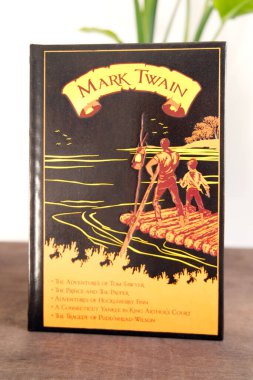 MARK TWAIN
• THE ADVENTURES OF TOM SAWYER
• THE PRINCE AND THE PAUPER
• ADVENTURES OF HUCKLEBERRY FINN
• A CONNECTICUT YANKEE IN KING ARTHUR'S COURT
• THE TRAGEDY OF PUDD'NHEAD WILSON